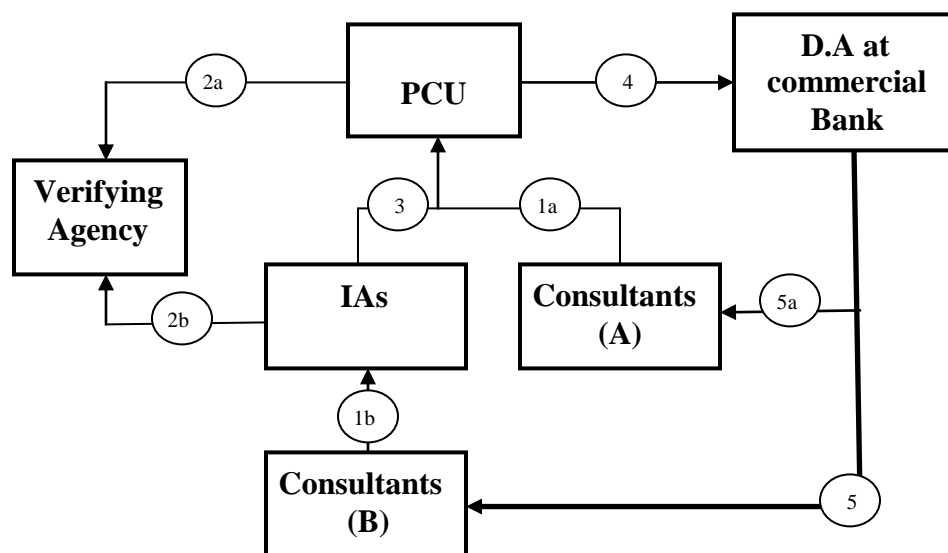 D.A at
commercial
Bank
PCU
2a
4
Verifying
Agency
3
1a
IAs
Consultants
(A)
5a
2b
1b
Consultants
(B)
5